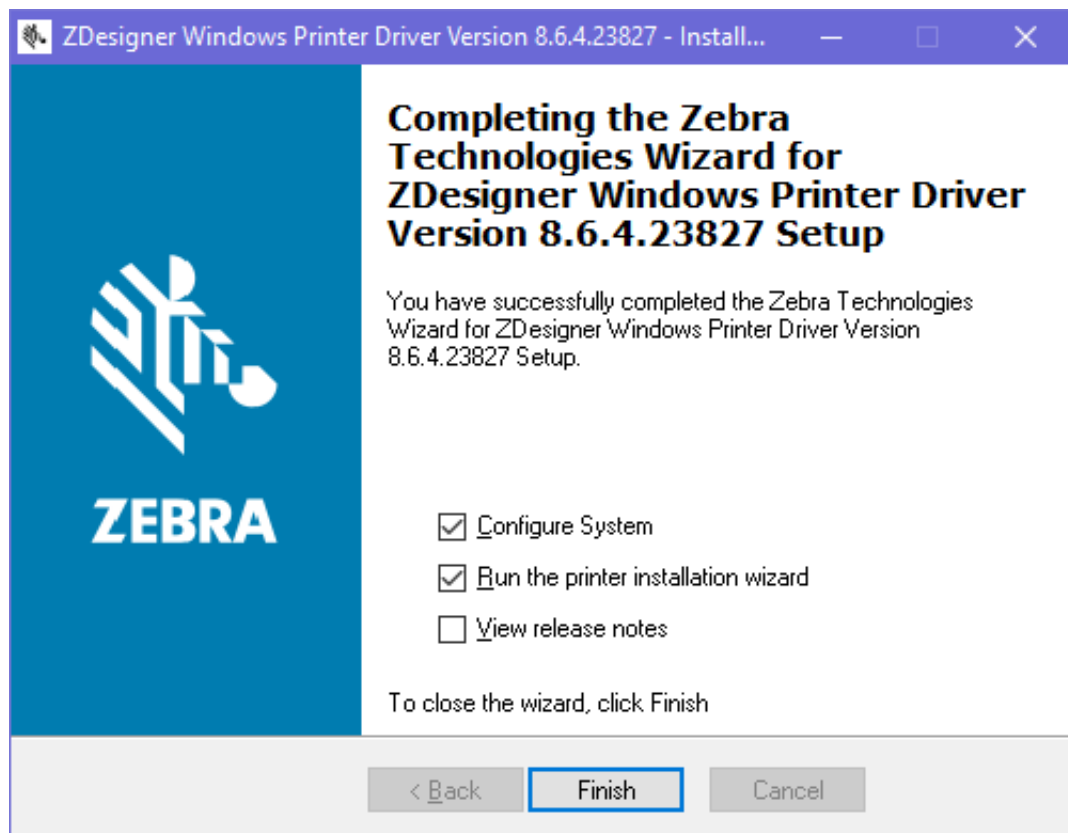 ZDesigner Windows Printer Driver Version 8.6.4.23827 - Install...
Completing the Zebra
Technologies Wizard for
ZDesigner Windows Printer Driver
Version 8.6.4.23827 Setup
You have successfully completed the Zebra Technologies
Wizard for ZDesigner Windows Printer Driver Version
8.6.4.23827 Setup.
ZEBRA
Configure System
Run the printer installation wizard
View release notes
To close the wizard, click Finish
< Back
Finish
Cancel